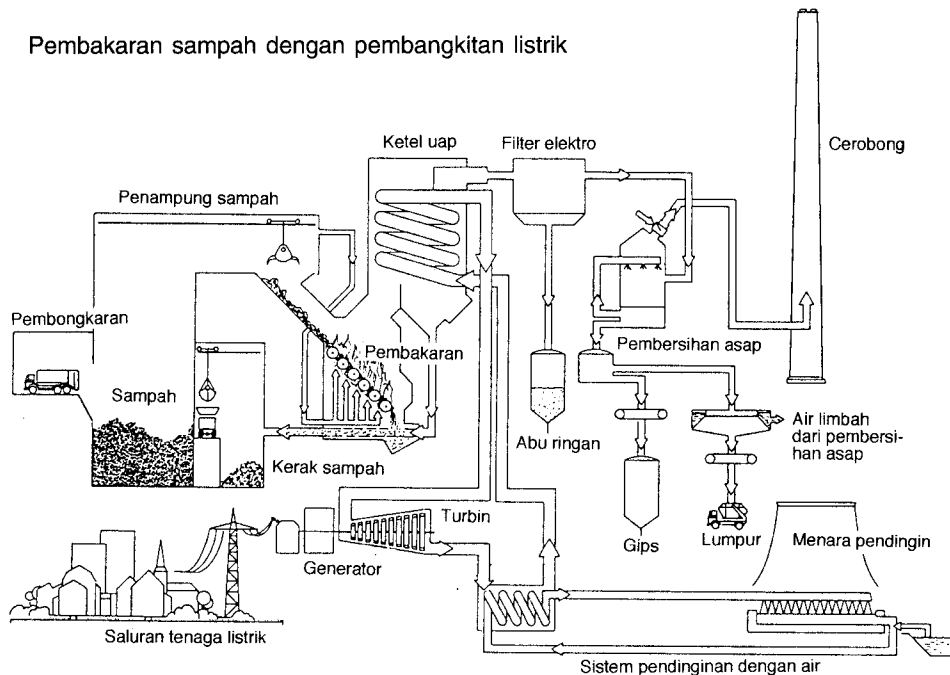 Pembakaran sampah dengan pembangkitan listrik
Ketel uap
Filter elektro
Cerobong
Penampung sampah
Pembongkaran
Pembakaran
Pembersihan asap
Sampah
Abu ringan
Air limbah
dari pembersi-
han asap
Kerak sampah
Turbin
Gips
Lumpur
Menara pendingin
Generator
Saluran tenaga listrik
Sistem pendinginan dengan air